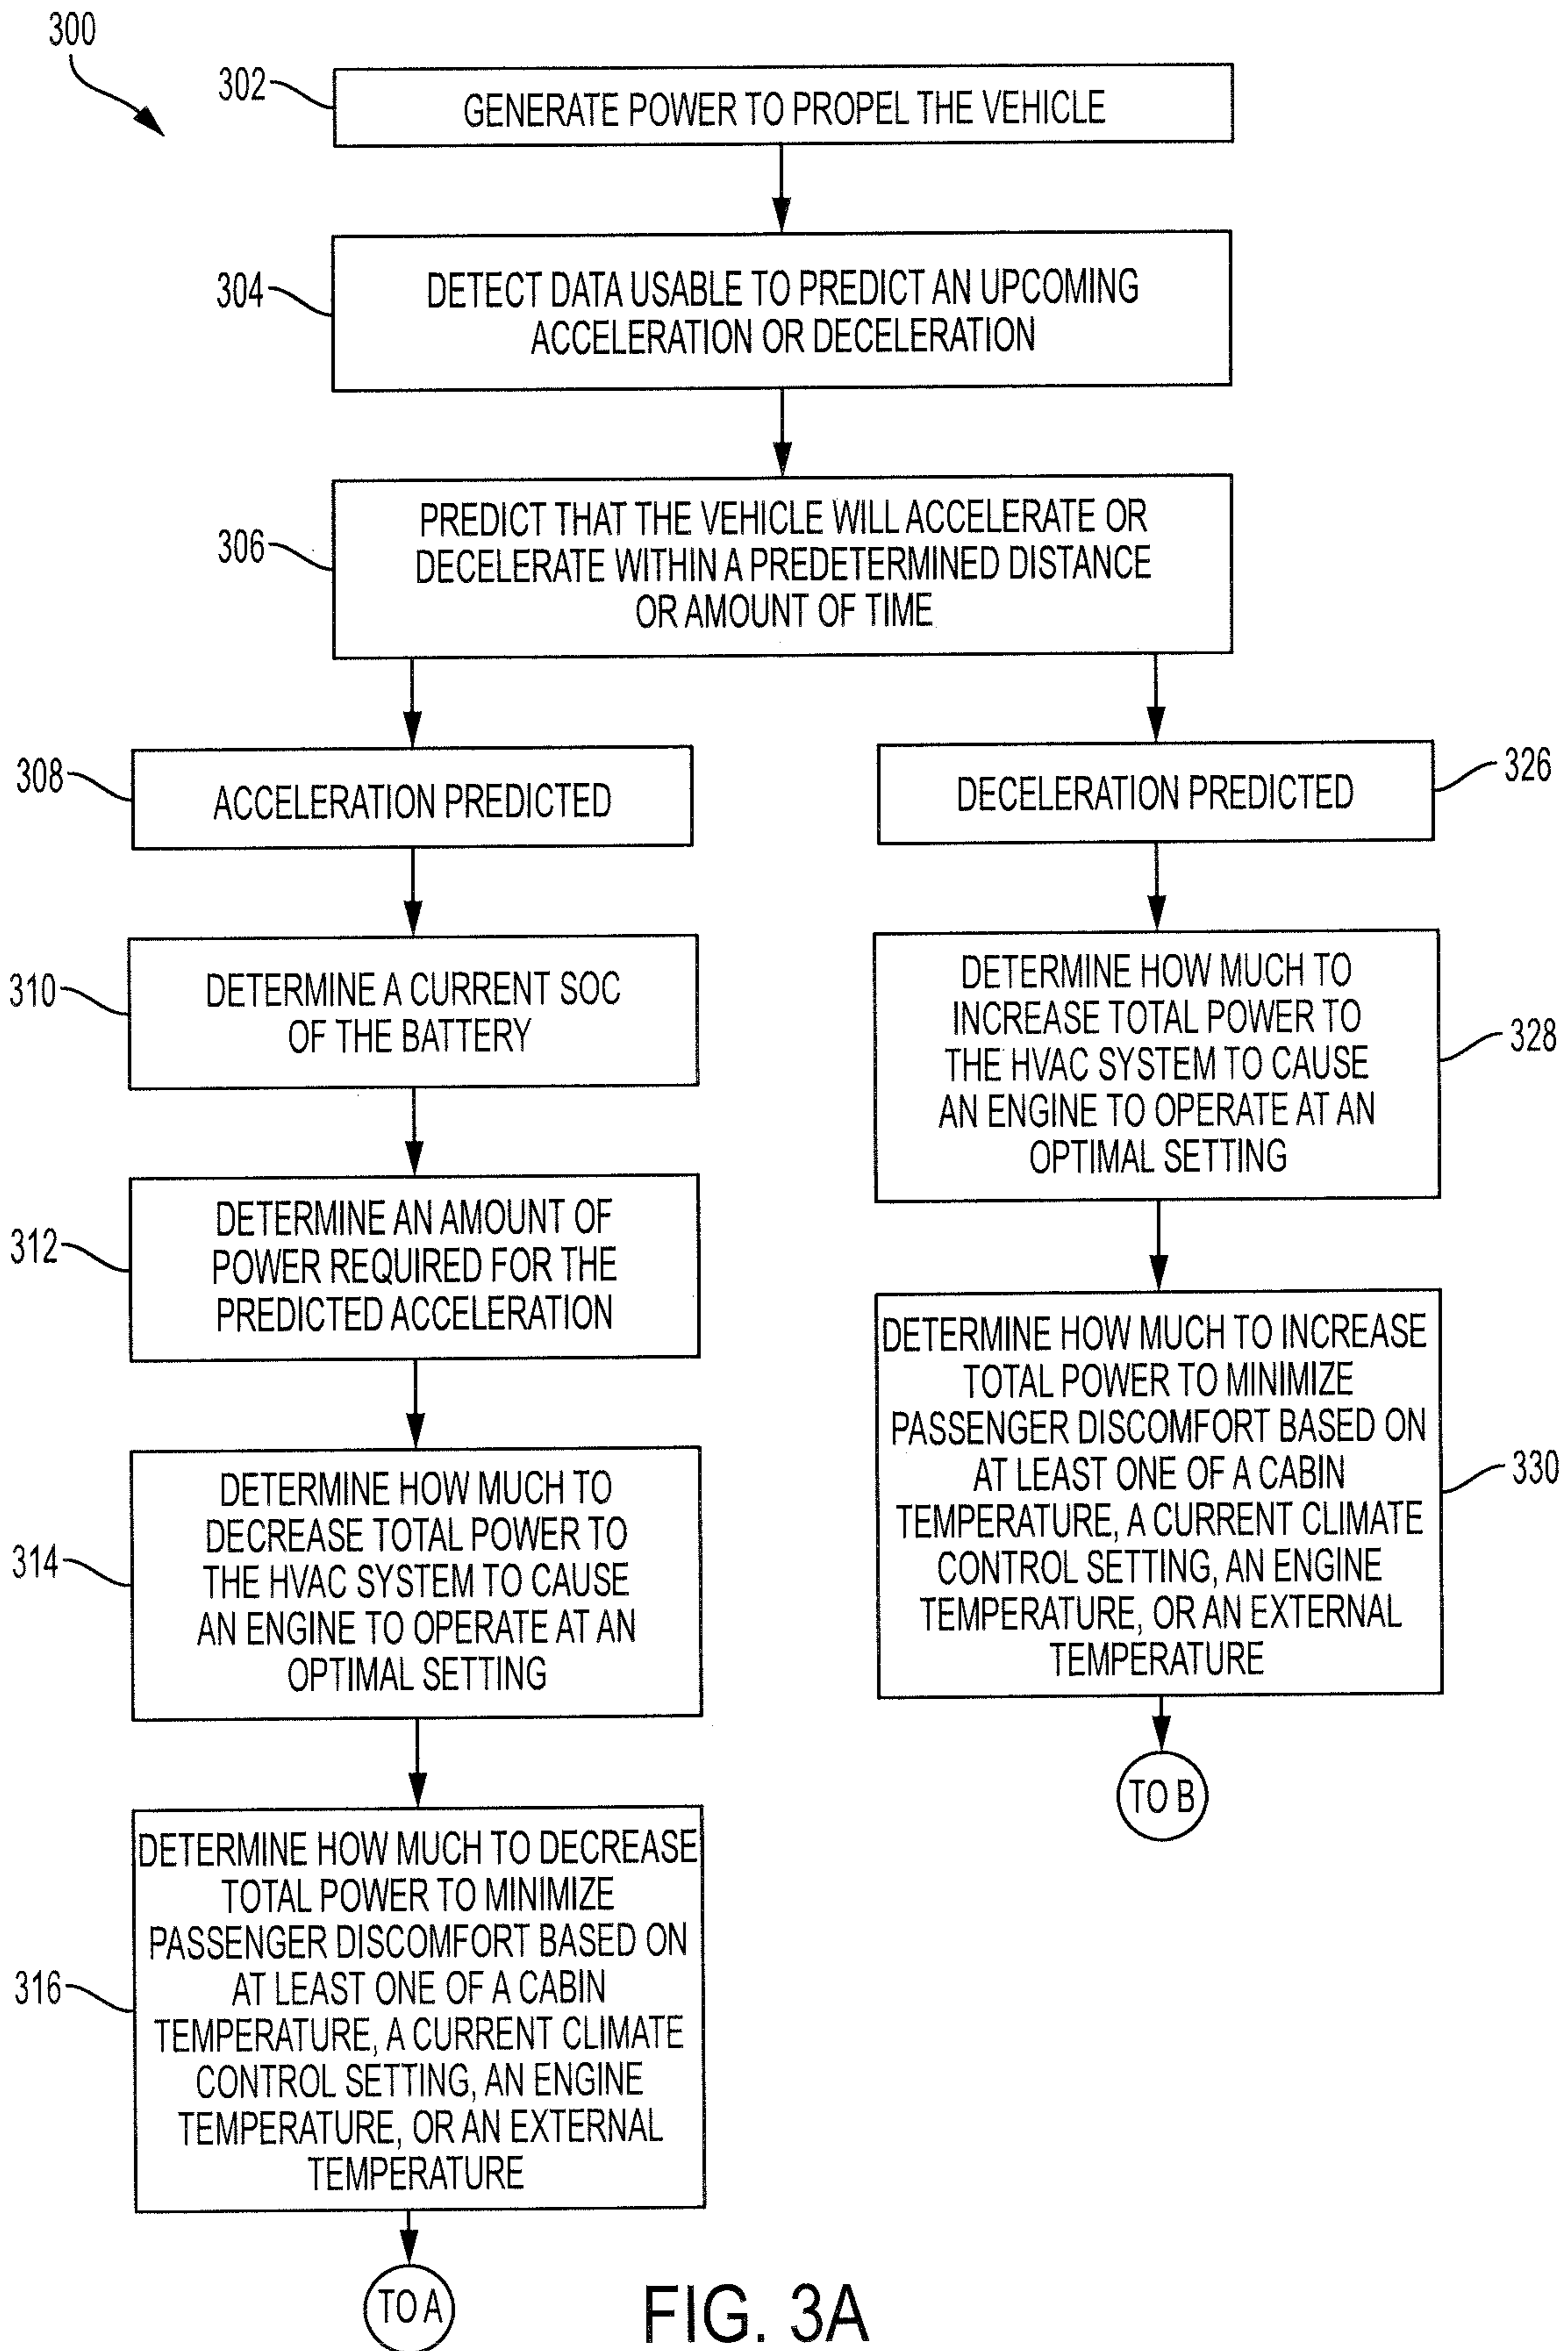 300
302
GENERATE POWER TO PROPEL THE VEHICLE
304
DETECT DATA USABLE TO PREDICT AN UPCOMING
ACCELERATION OR DECELERATION
306
PREDICT THAT THE VEHICLE WILL ACCELERATE OR
DECELERATE WITHIN A PREDETERMINED DISTANCE
OR AMOUNT OF TIME
308
ACCELERATION PREDICTED
310
DETERMINE A CURRENT SOC
OF THE BATTERY
312
DETERMINE AN AMOUNT OF
POWER REQUIRED FOR THE
PREDICTED ACCELERATION
314
DETERMINE HOW MUCH TO
DECREASE TOTAL POWER TO
THE HVAC SYSTEM TO CAUSE
AN ENGINE TO OPERATE AT AN
OPTIMAL SETTING
316
DETERMINE HOW MUCH TO DECREASE
TOTAL POWER TO MINIMIZE
PASSENGER DISCOMFORT BASED ON
AT LEAST ONE OF A CABIN
TEMPERATURE, A CURRENT CLIMATE
CONTROL SETTING, AN ENGINE
TEMPERATURE, OR AN EXTERNAL
TEMPERATURE
TO A
DECELERATION PREDICTED
326
DETERMINE HOW MUCH TO
INCREASE TOTAL POWER TO
THE HVAC SYSTEM TO CAUSE
AN ENGINE TO OPERATE AT AN
OPTIMAL SETTING
328
DETERMINE HOW MUCH TO INCREASE
TOTAL POWER TO MINIMIZE
PASSENGER DISCOMFORT BASED ON
AT LEAST ONE OF A CABIN
TEMPERATURE, A CURRENT CLIMATE
CONTROL SETTING, AN ENGINE
TEMPERATURE, OR AN EXTERNAL
TEMPERATURE
330
TO B
FIG. 3A